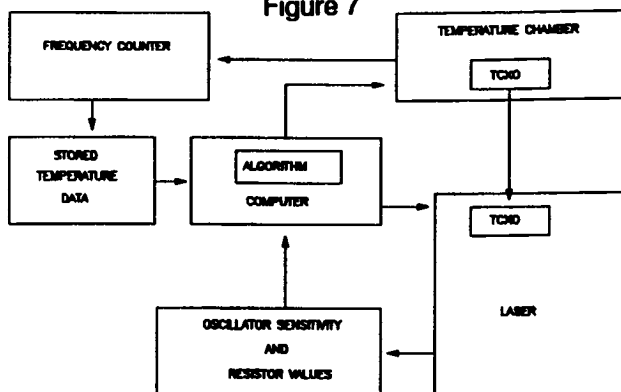 Figure 7
FREQUENCY COUNTER
TEMPERATURE CHAMBER
TCXO
STORED
TEMPERATURE
DATA
ALGORITHM
COMPUTER
TCXO
LASER
OSCILLATOR SENSITIVITY
AND
RESISTOR VALUES